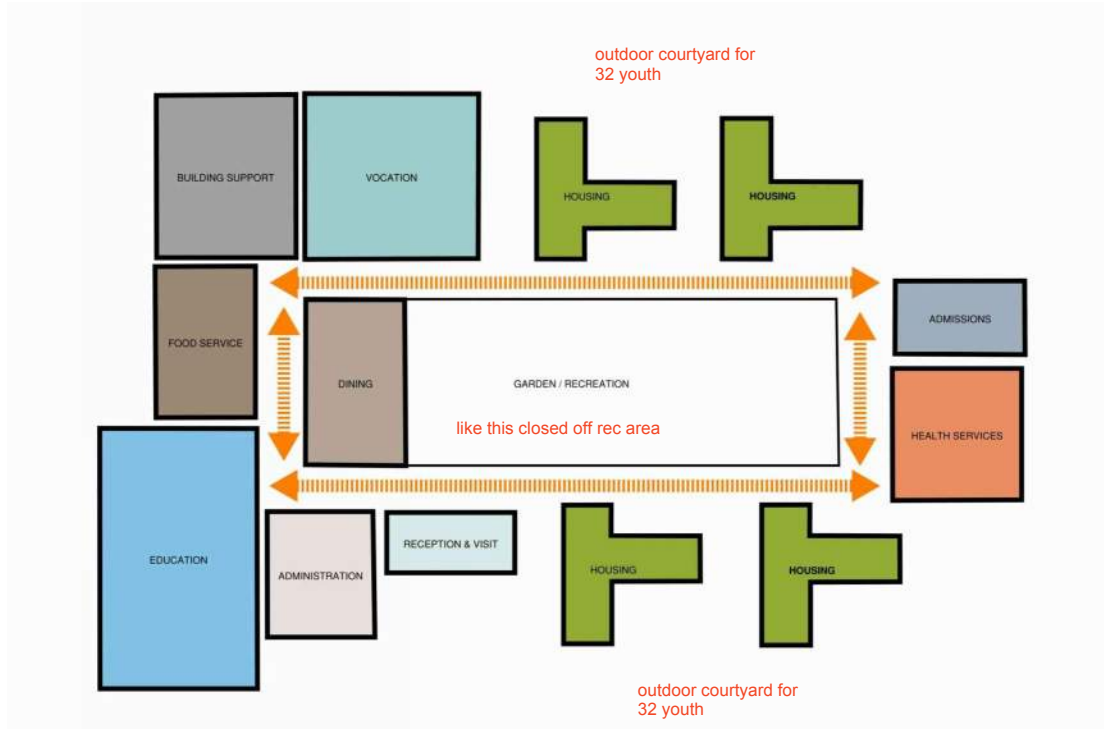 outdoor courtyard for
32 youth
BUILDING SUPPORT
VOCATION
HOUSING
HOUSING
ADMISSIONS
FOOD SERVICE
DINING
GARDEN / RECREATION
like this closed off rec area
HEALTH SERVICES
EDUCATION
ADMINISTRATION
RECEPTION & VISIT
HOUSING
HOUSING
outdoor courtyard for
32 youth